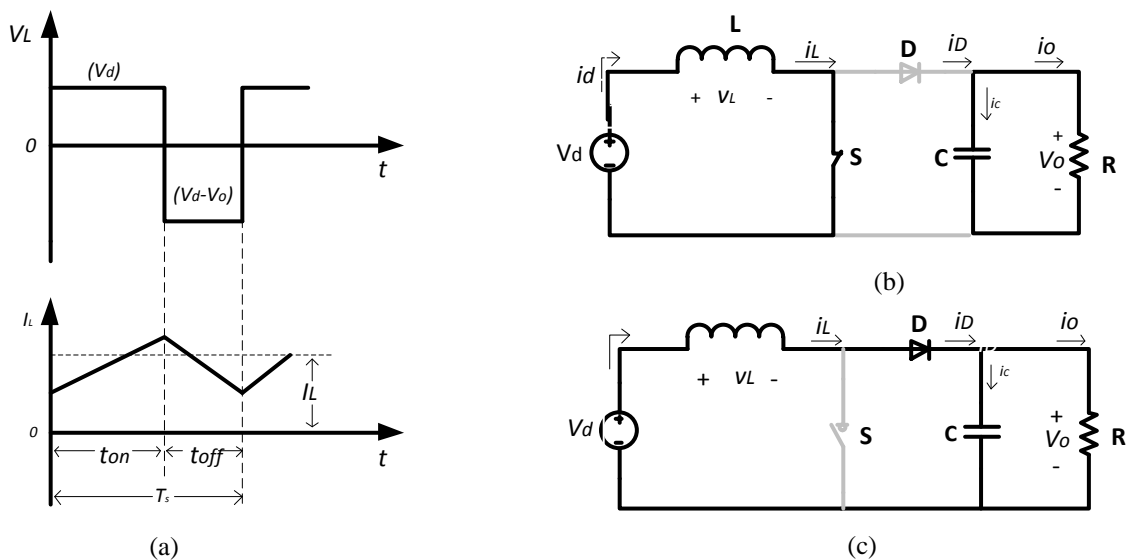 VL
(Vd)
0
t
(Vd-Vo)
IL
IL
0
ton
toff
t
Ts
(a)
L
iL
D
iD
io
id
+ vL -
ic
Vd
+
-
S
C
+
Vo
-
R
(b)
iL
D
iD
io
+ vL -
ic
Vd
+
-
S
C
+
Vo
-
R
(c)